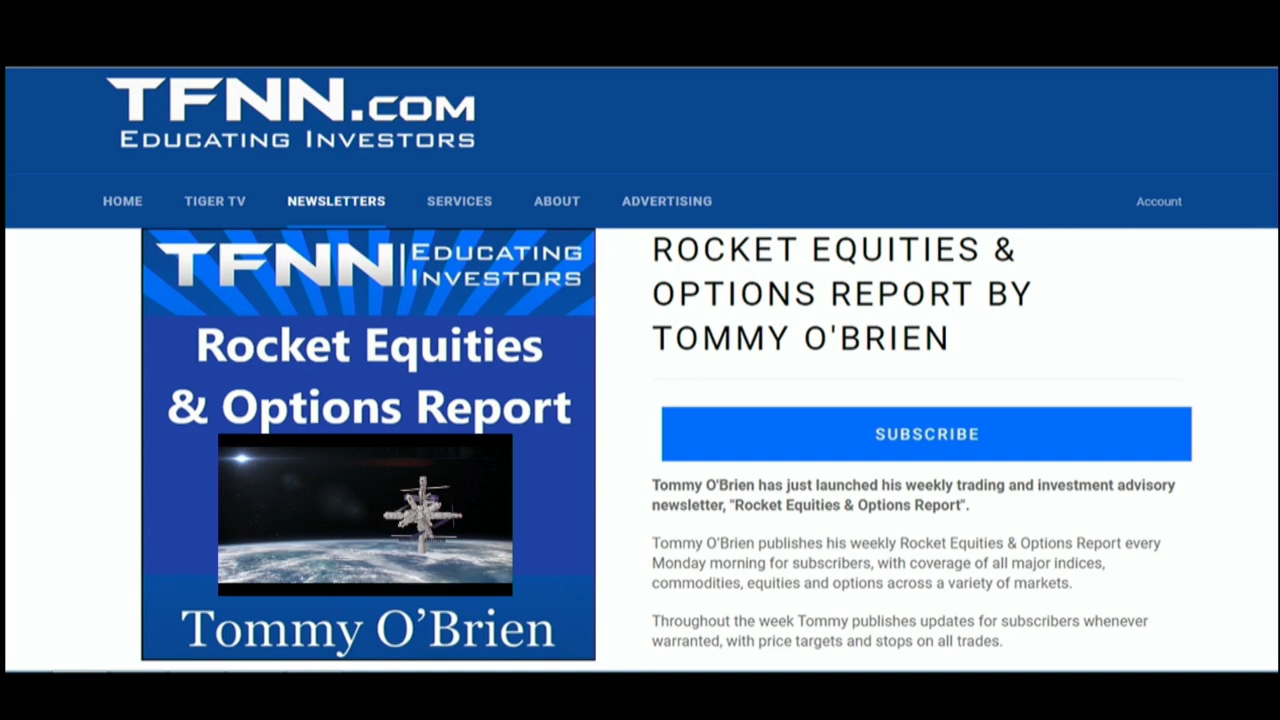 TFNN.COM
EDUCATING INVESTORS
HOME TIGER TV NEWSLETTERS SERVICES ABOUT ADVERTISING Account
TFNN EDUCATING
INVESTORS
Rocket Equities
& Options Report
Tommy O’Brien
ROCKET EQUITIES &
OPTIONS REPORT BY
TOMMY O'BRIEN
SUBSCRIBE
Tommy O'Brien has just launched his weekly trading and investment advisory
newsletter, "Rocket Equities & Options Report".
Tommy O'Brien publishes his weekly Rocket Equities & Options Report every
Monday morning for subscribers, with coverage of all major indices,
commodities, equities and options across a variety of markets.
Throughout the week Tommy publishes updates for subscribers whenever
warranted, with price targets and stops on all trades.